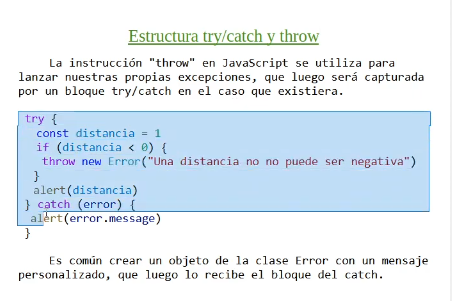 Estructura try/catch y throw
La instrucción "throw" en JavaScript se utiliza para
lanzar nuestras propias excepciones, que luego será capturada
por un bloque try/catch en el caso que existiera.
try {
const distancia = 1
if (distancia < 0) {
throw new Error("Una distancia no no puede ser negativa")
}
alert(distancia)
} catch (error) {
alert(error.message)
}
Es común crear un objeto de la clase Error con un mensaje
personalizado, que luego lo recibe el bloque del catch.